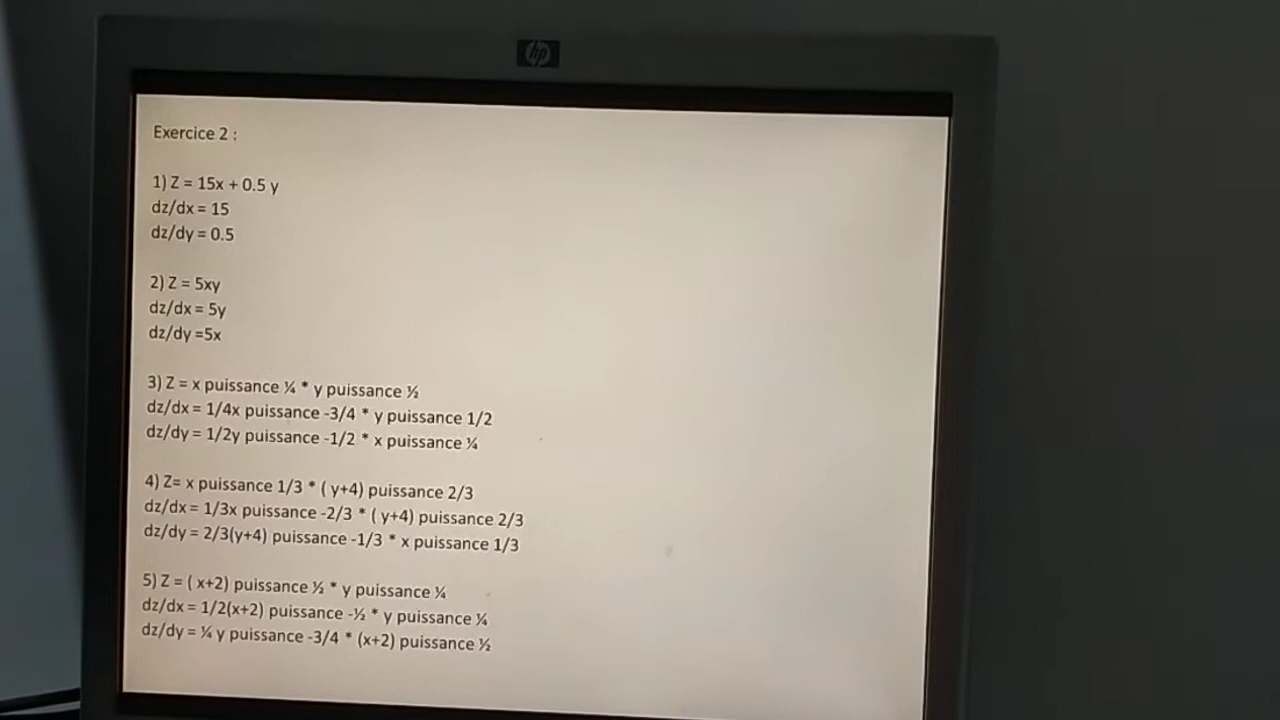 hp
Exercice 2 :
1) Z = 15x + 0.5 y
dz/dx = 15
dz/dy = 0.5
2) Z = 5xy
dz/dx = 5y
dz/dy =5x
3) Z = x puissance ¼ * y puissance ½
dz/dx = 1/4x puissance -3/4 * y puissance 1/2
dz/dy = 1/2y puissance -1/2 * x puissance ¼
4) Z= x puissance 1/3 * ( y+4) puissance 2/3
dz/dx = 1/3x puissance -2/3 * ( y+4) puissance 2/3
dz/dy = 2/3(y+4) puissance -1/3 * x puissance 1/3
5) Z = ( x+2) puissance ½ * y puissance ¼
dz/dx = 1/2(x+2) puissance -½ * y puissance ¼
dz/dy = ¼ y puissance -3/4 * (x+2) puissance ½